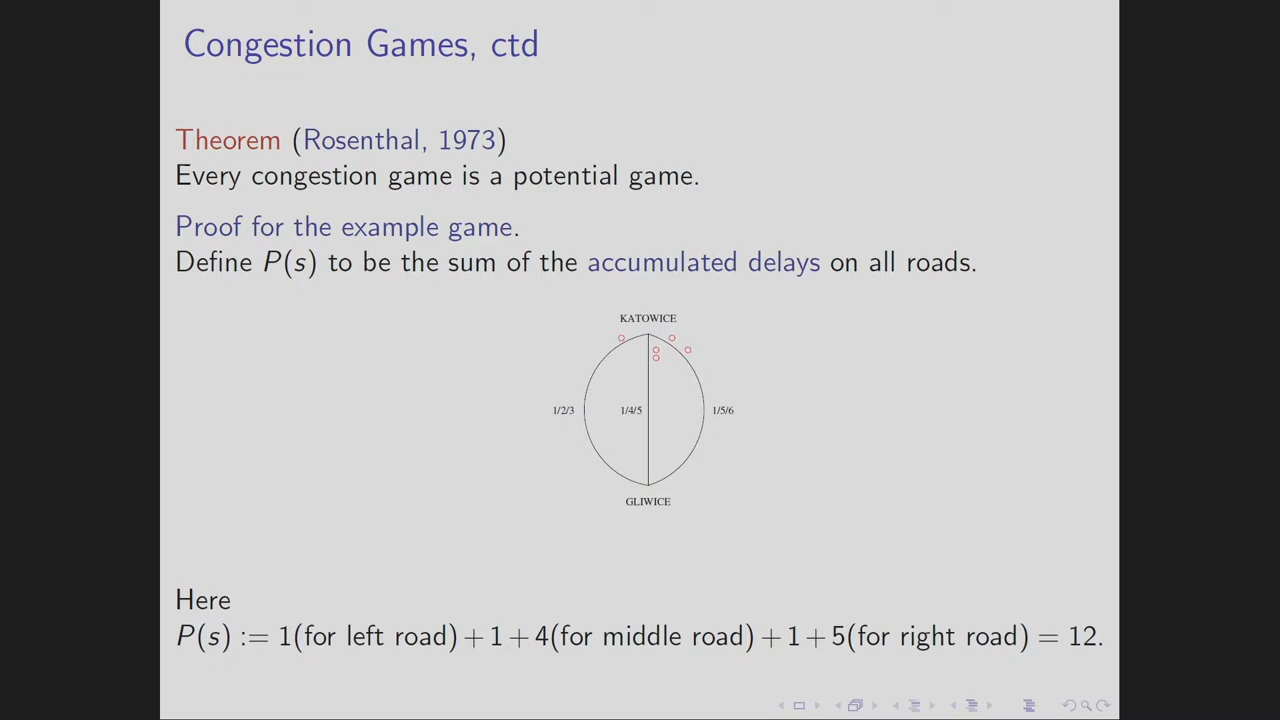 Congestion Games, ctd
Theorem (Rosenthal, 1973)
Every congestion game is a potential game.
Proof for the example game.
Define P(s) to be the sum of the accumulated delays on all roads.
KATOWICE
1/2/3 1/4/5 1/5/6
GLIWICE
Here
P(s) := 1(for left road) + 1 + 4(for middle road) + 1 + 5(for right road) = 12.